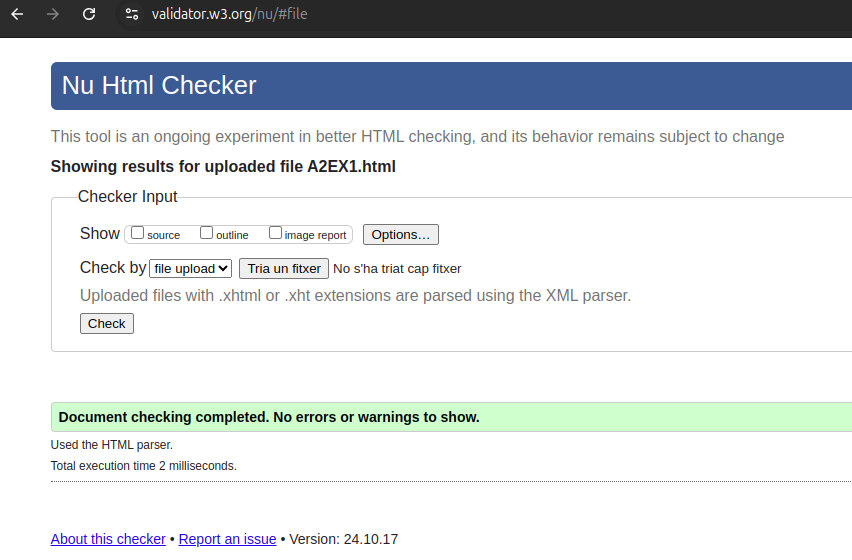 validator.w3.org/nu/#file
Nu Html Checker
This tool is an ongoing experiment in better HTML checking, and its behavior remains subject to change
Showing results for uploaded file A2EX1.html
Checker Input
Show source outline image report Options...
Check by file upload Tria un fitxer No s'ha triat cap fitxer
Uploaded files with .xhtml or .xht extensions are parsed using the XML parser.
Check
Document checking completed. No errors or warnings to show.
Used the HTML parser.
Total execution time 2 milliseconds.
About this checker • Report an issue • Version: 24.10.17